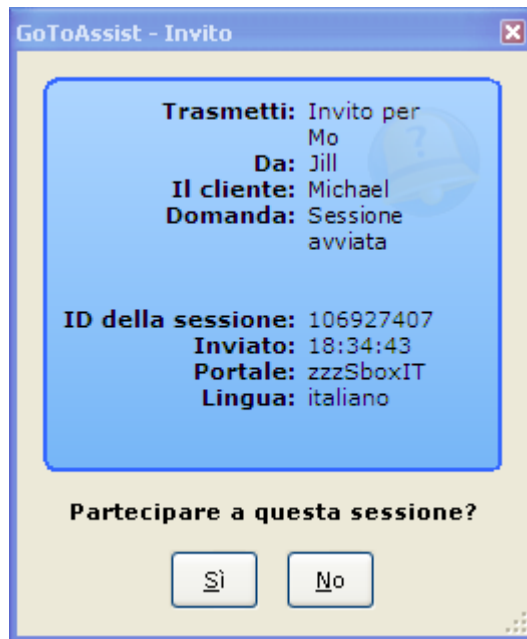 GoToAssist - Invito
Trasmetti: Invito per
Mo
Da: Jill
Il cliente: Michael
Domanda: Sessione
avviata
ID della sessione: 106927407
Inviato: 18:34:43
Portale: zzzSboxIT
Lingua: italiano
Partecipare a questa sessione?
Sì No